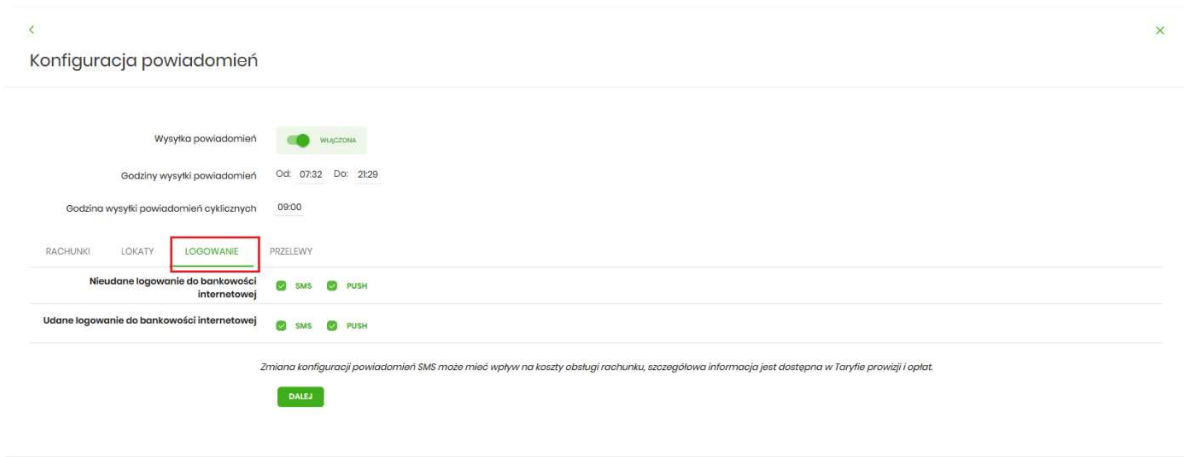 Konfiguracja powiadomień
Wysyłka powiadomień WŁĄCZONA
Godziny wysyłki powiadomień Od: 07:32 Do: 21:29
Godzina wysyłki powiadomień cyklicznych 09:00
RACHUNKI LOKATY LOGOWANIE PRZELEWY
Nieudane logowanie do bankowości
internetowej SMS PUSH
Udane logowanie do bankowości internetowej SMS PUSH
Zmiana konfiguracji powiadomień SMS może mieć wpływ na koszty obsługi rachunku, szczegółowa informacja jest dostępna w Taryfie prowizji i opłat.
DALEJ